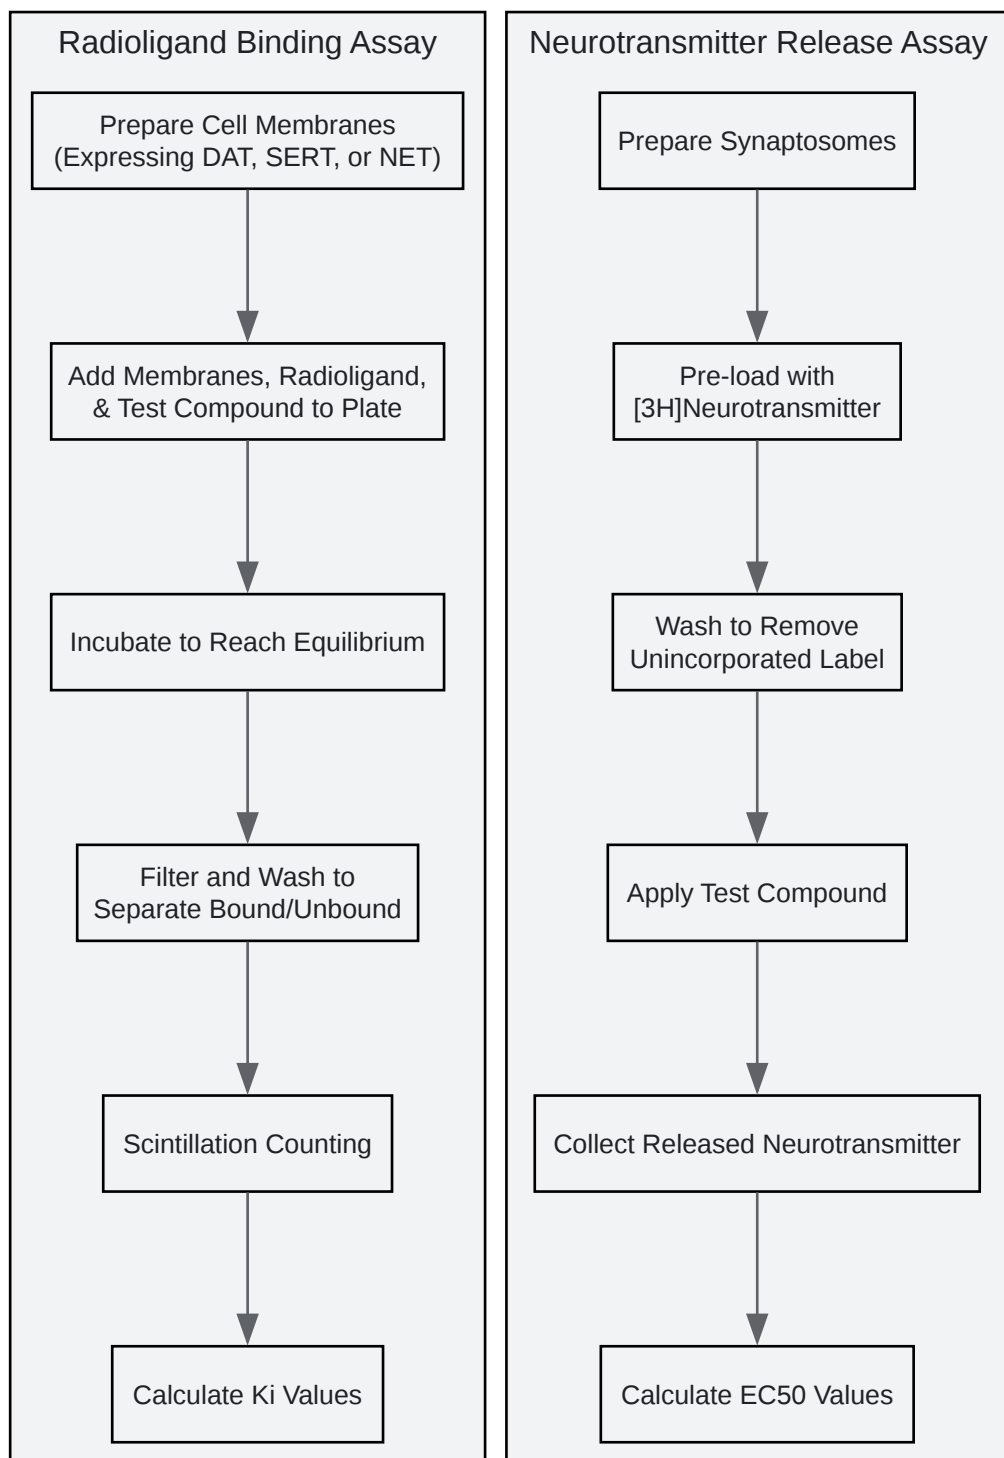 Radioligand Binding Assay
Prepare Cell Membranes
(Expressing DAT, SERT, or NET)
Add Membranes, Radioligand,
& Test Compound to Plate
Incubate to Reach Equilibrium
Filter and Wash to
Separate Bound/Unbound
Scintillation Counting
Calculate Ki Values
Neurotransmitter Release Assay
Prepare Synaptosomes
Pre-load with
[3H]Neurotransmitter
Wash to Remove
Unincorporated Label
Apply Test Compound
Collect Released Neurotransmitter
Calculate EC50 Values